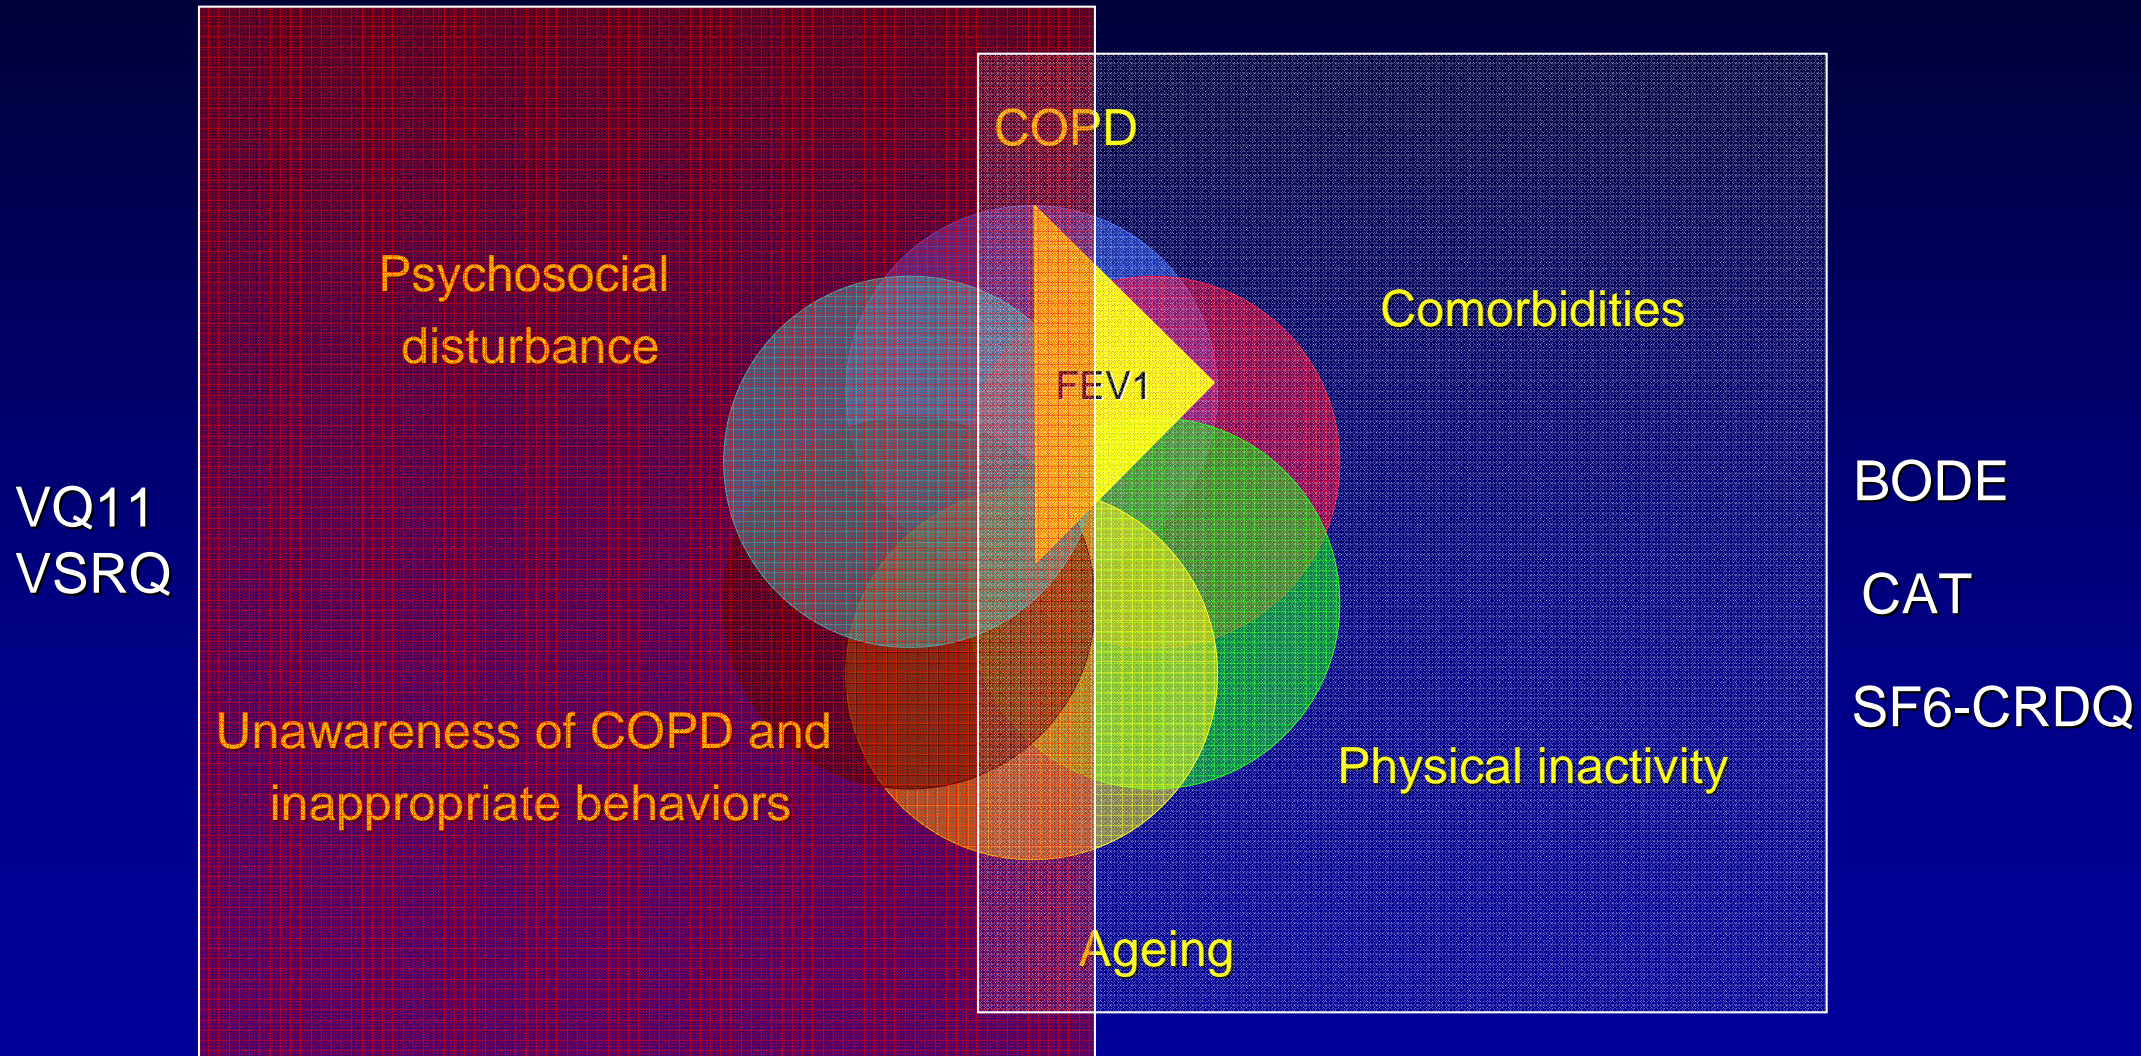 COPD
Psychosocial
disturbance
Comorbidities
FEV1
VQ11
VSRQ
BODE
CAT
SF6-CRDQ
Unawareness of COPD and
inappropriate behaviors
Physical inactivity
Ageing